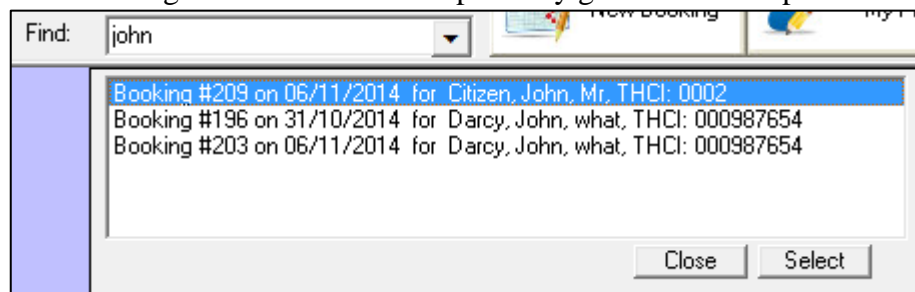 Find:
john
New Booking
Booking #209 on 06/11/2014 for Citizen, John, Mr, THCI: 0002
Booking #196 on 31/10/2014 for Darcy, John, what, THCI: 000987654
Booking #203 on 06/11/2014 for Darcy, John, what, THCI: 000987654
Close Select